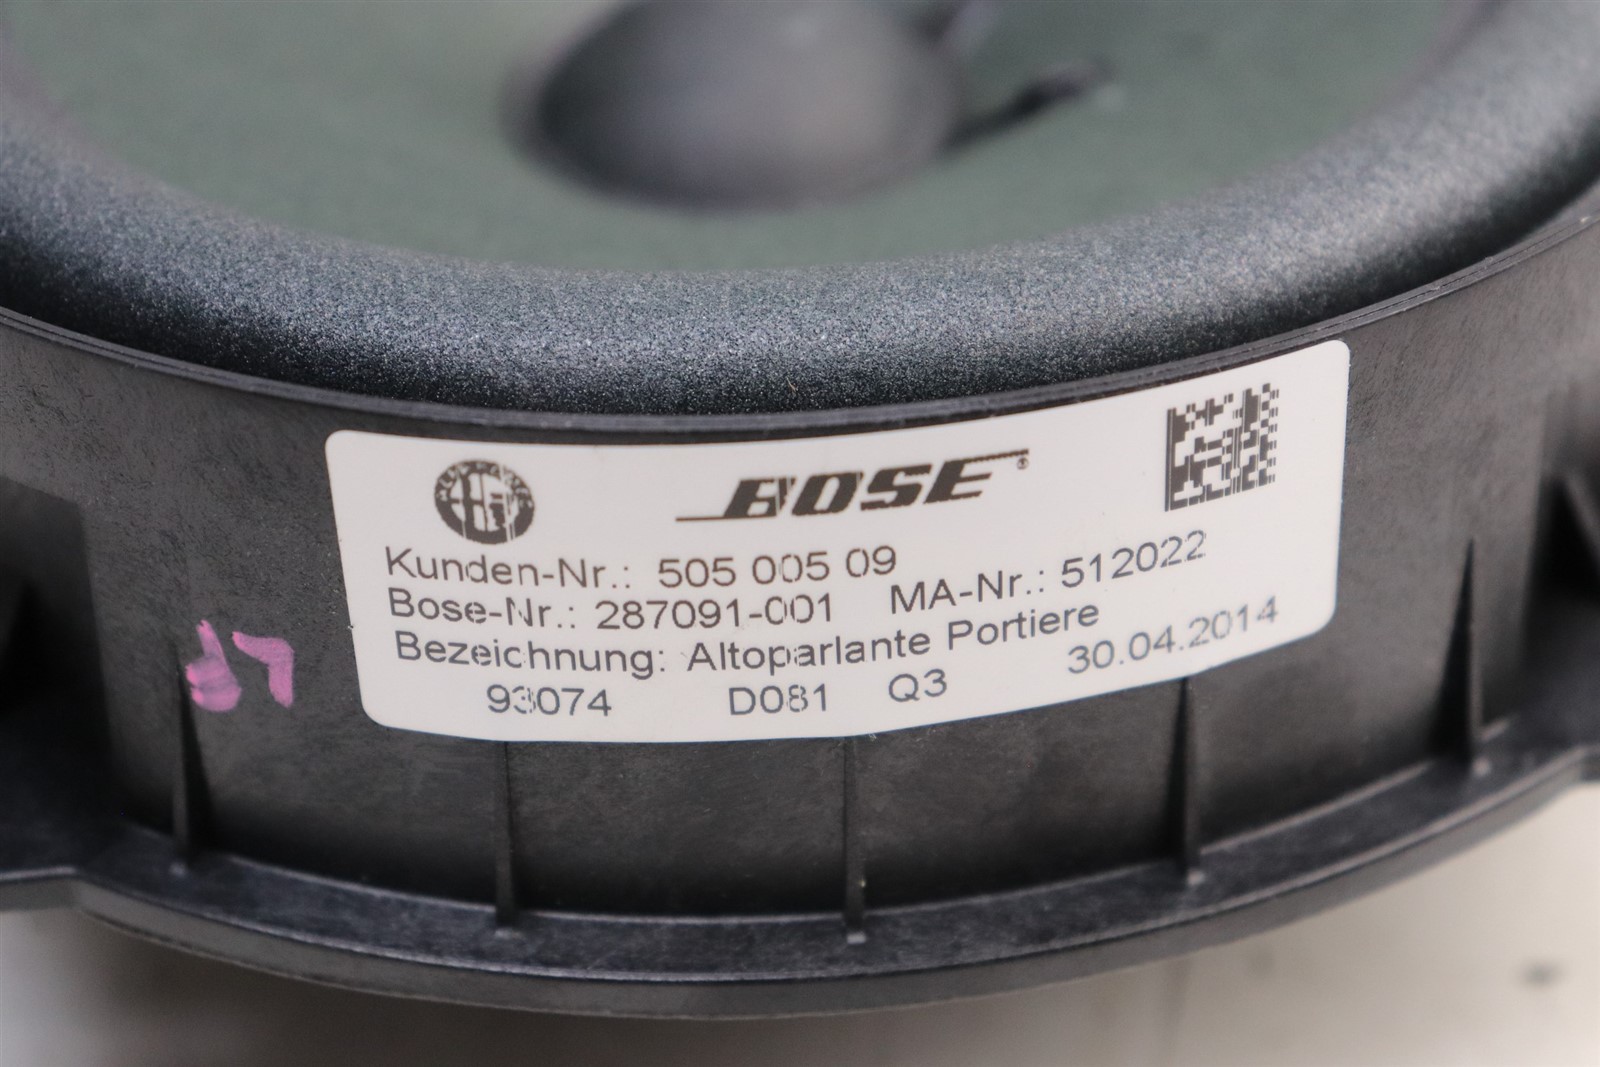 BOSE®
Kunden-Nr.: 505 005 09
Bose-Nr.: 287091-001 MA-Nr.: 512022
Bezeichnung: Altoparlante Portiere
93074 D081 Q3 30.04.2014